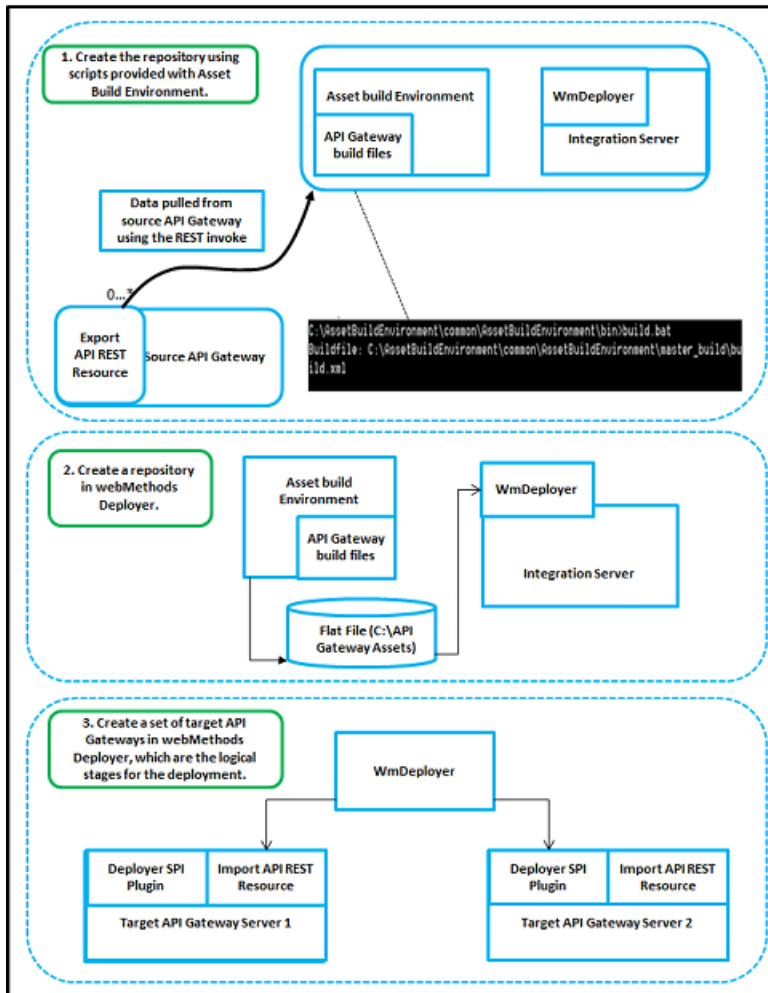 1. Create the repository using
scripts provided with Asset
Build Environment.
Asset build Environment
API Gateway
build files
WmDeployer
Integration Server
Data pulled from
source API Gateway
using the REST invoke
0...*
Export
API REST
Resource
Source API Gateway
C:\AssetBuildEnvironment\common\AssetBuildEnvironment\bin>build.bat
Buildfile: C:\AssetBuildEnvironment\common\AssetBuildEnvironment\master_build\bu
ild.xml
2. Create a repository
in webMethods
Deployer.
Asset build
Environment
API Gateway
build files
WmDeployer
Integration Server
Flat File (C:\API
Gateway Assets)
3. Create a set of target API
Gateways in webMethods
Deployer, which are the logical
stages for the deployment.
WmDeployer
Deployer SPI
Plugin
Import API REST
Resource
Target API Gateway Server 1
Deployer SPI
Plugin
Import API REST
Resource
Target API Gateway Server 2